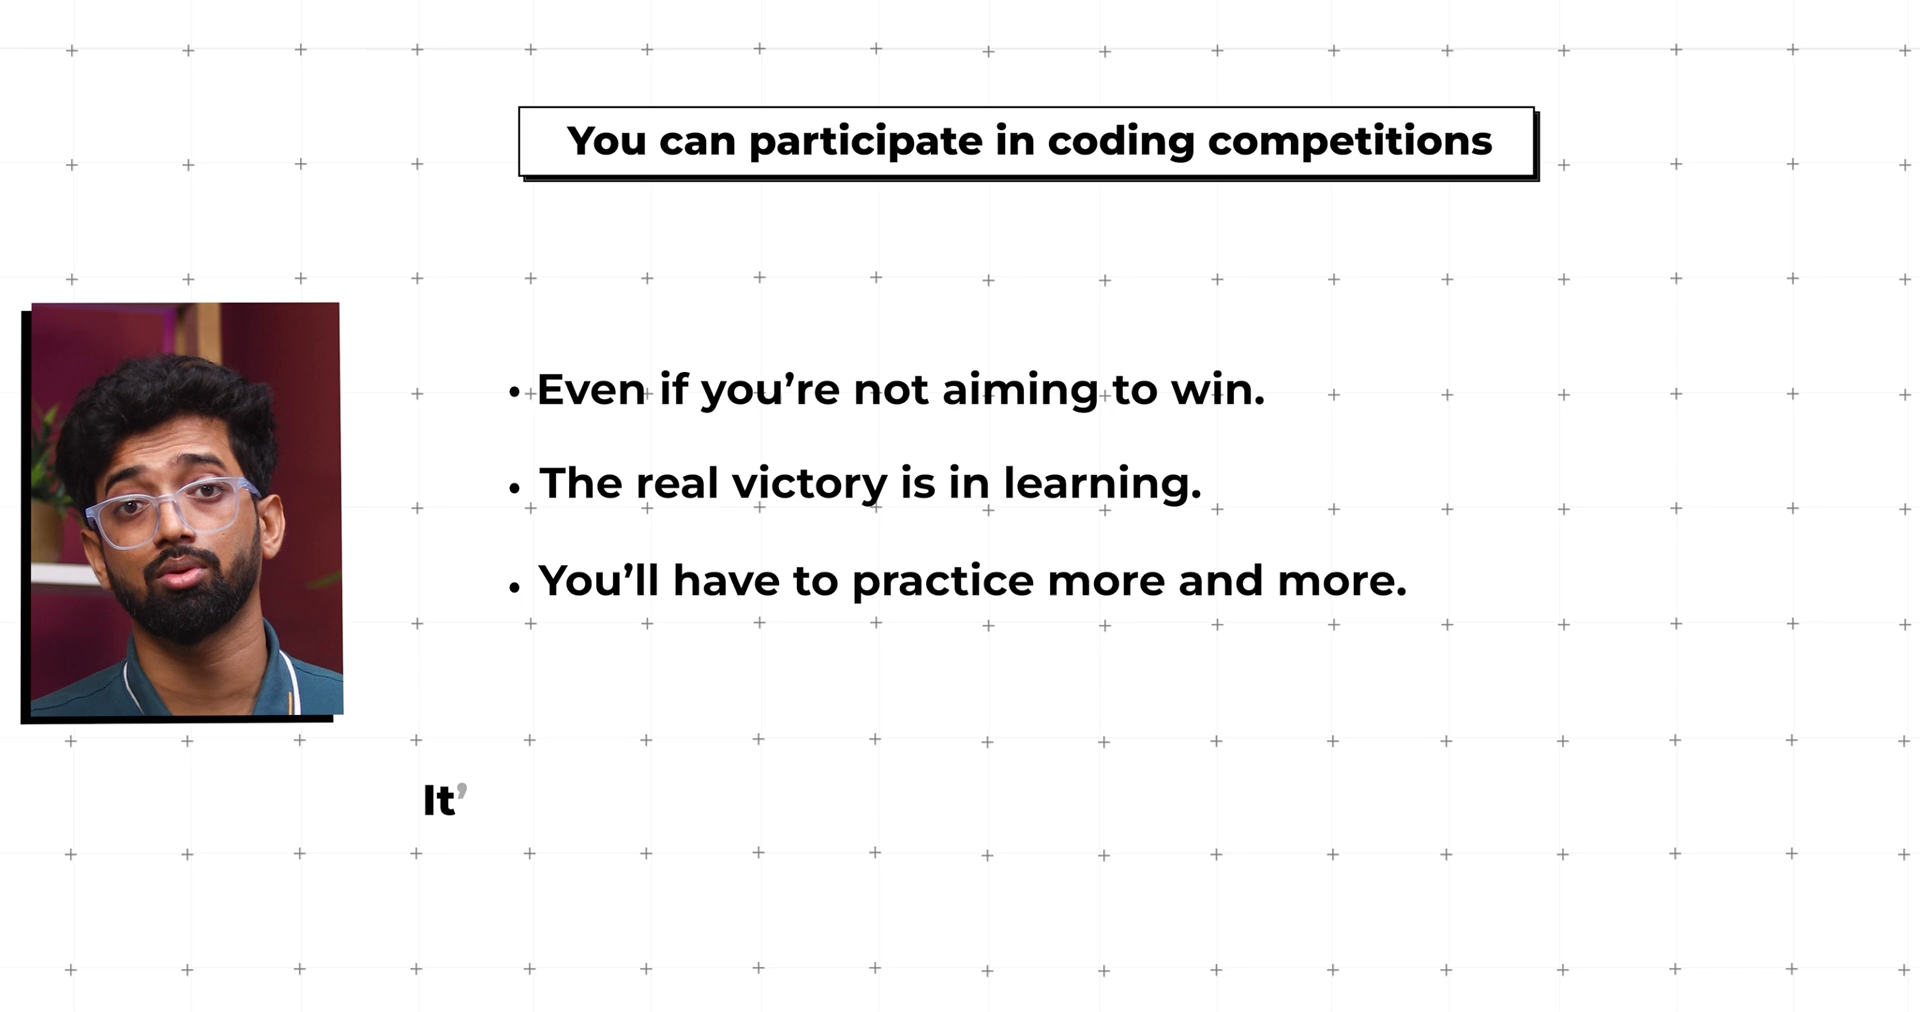 You can participate in coding competitions
• Even if you’re not aiming to win.
• The real victory is in learning.
• You’ll have to practice more and more.
It’